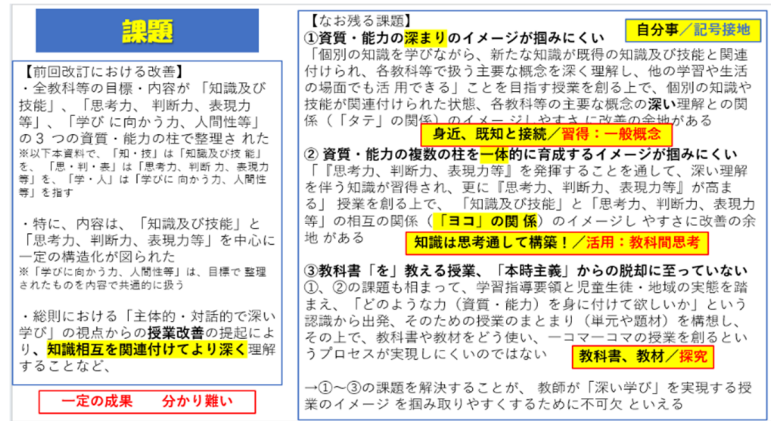 課題
【前回改訂における改善】
・全教科等の目標・内容が 「知識及び
技能」、「思考力、 判断力、表現力
等」、「学び に向かう力、人間性等」
の３ つの資質・能力の柱で整理さ れた
※以下本資料で、「知・技」は「知識及び技 能」
を、 「思・判・表」は「思考力、判断 力、表現力
等」を、「学・人」は「学びに 向かう力、人間性
等」を指す
・特に、内容は、「知識及び技能」と
「思考力、判断力、表現力等」を中心に
一定の構造化が図られた
※「学びに向かう力、人間性等」は、目標で 整理
されたものを内容で共通的に扱う
・総則における「主体的・対話的で深い
学び」の視点からの授業改善の提起によ
り、知識相互を関連付けてより深く理解
することなど、
一定の成果　　分かり難い
【なお残る課題】
自分事／記号接地
①資質・能力の深まりのイメージが掴みにくい
「個別の知識を学びながら、新たな知識が既得の知識及び技能と関連
付けられ、各教科等で扱う主要な概念を深く理解し、他の学習や生活
の場面でも活 用できる」ことを目指す授業を創る上で、個別の知識や
技能が関連付けられた状態、各教科等の主要な概念の深い理解との関
係（「タテ」の関係）のイメー ジしやすさ に改善の余地がある
身近、既知と接続／習得：一般概念
② 資質・能力の複数の柱を一体的に育成するイメージが掴みにくい
「『思考力、判断力、表現力等』を発揮することを通して、深い理解
を伴う知識が習得され、更に『思考力、判断力、表現力等』が高ま
る」 授業を創る上で、 「知識及び技能」と「思考力、判断力、表現力
等」の相互の関係（「ヨコ」の関 係）のイメージし やすさに改善の余
地 がある
知識は思考通して構築！／活用：教科間思考
③教科書「を」教える授業、「本時主義」からの脱却に至っていない
①、②の課題も相まって、学習指導要領と児童生徒・地域の実態を踏
まえ、「どのような力（資質・能力）を身に付けて欲しいか」という
認識から出発、そのための授業のまとまり（単元や題材）を構想し、
その上で、教科書や教材をどう使い、一コマ一コマの授業を創るとい
うプロセスが実現しにくいのではない
教科書、教材／探究
→①～③の課題を解決することが、 教師が「深い学び」を実現する授
業のイメージ を掴み取りやすくするために不可欠 といえる